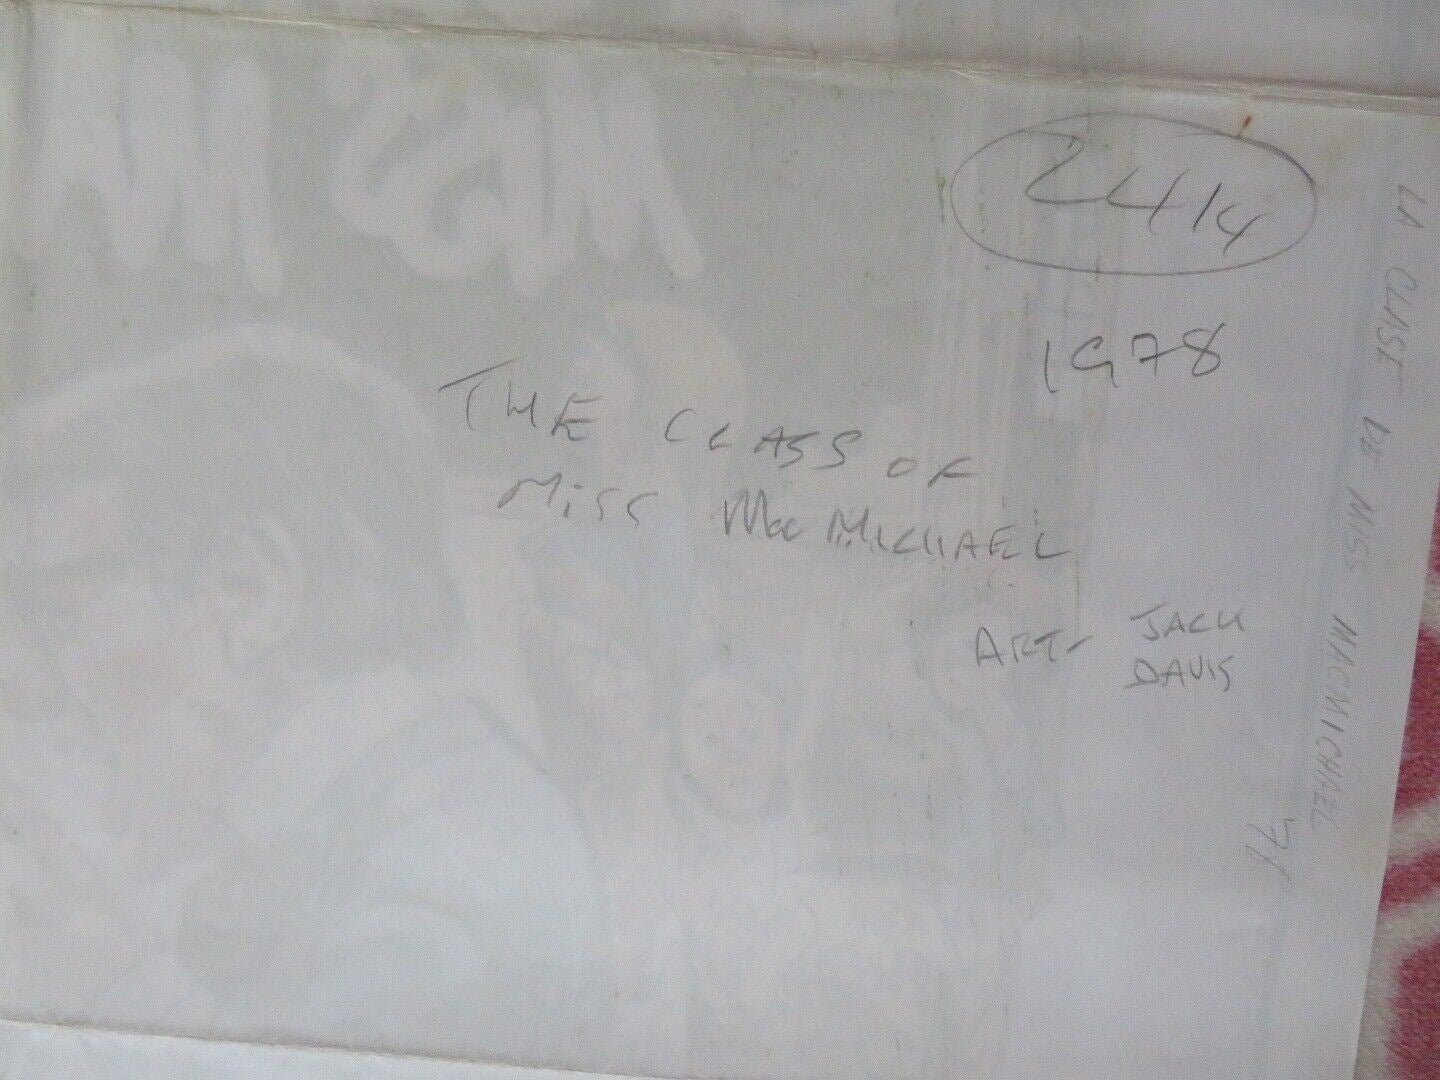 2414
1978
THE CLASS OF
MISS MacMICHAEL
ART- JACK
DAVIS
LA CLASE DE MISS MACMICHAEL